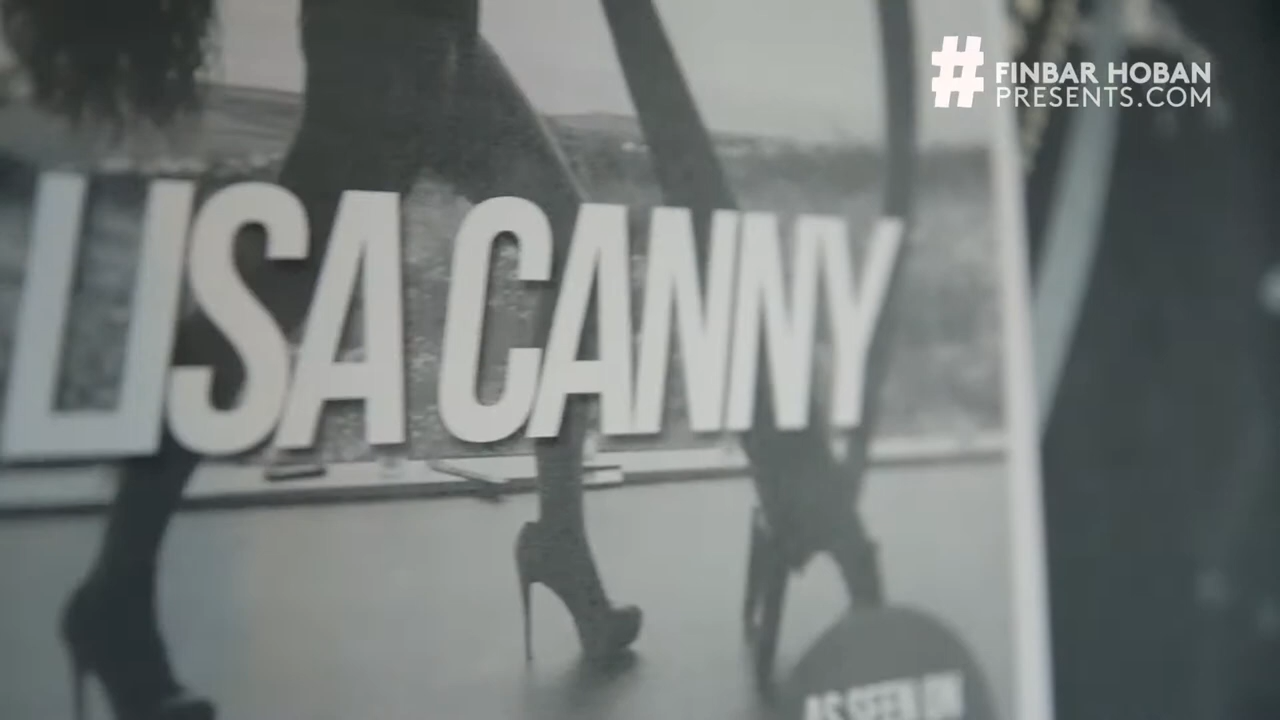 # FINBAR HOBAN
PRESENTS.COM
LISA CANNY
AS SEEN ON